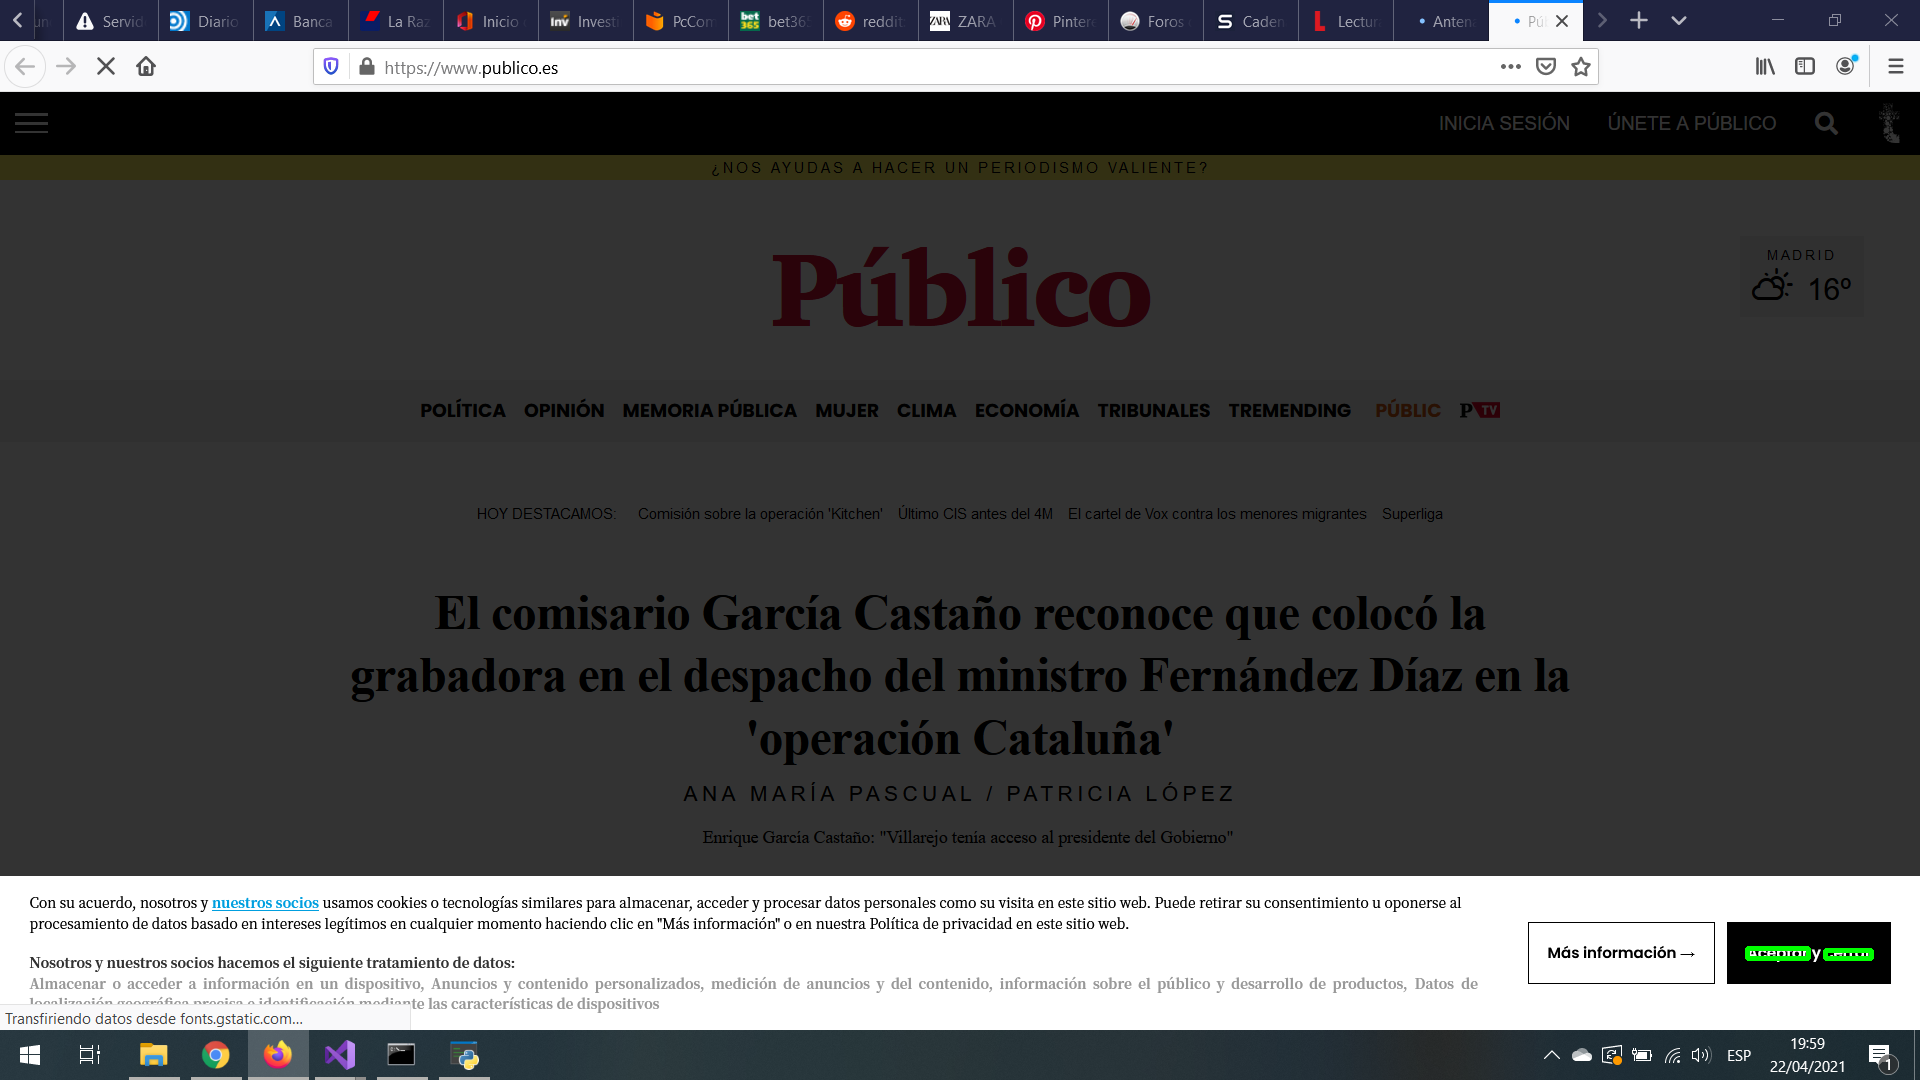 Servid
Diario
Banca
La Raz
Inicio
Investi
PcCom
bet365
reddit:
ZARA
Pintere
Foros
Caden
Lectur
Antena
Púl
https://www.publico.es
INICIA SESIÓN
ÚNETE A PÚBLICO
¿NOS AYUDAS A HACER UN PERIODISMO VALIENTE?
Público
MADRID
16º
POLÍTICA OPINIÓN MEMORIA PÚBLICA MUJER CLIMA ECONOMÍA TRIBUNALES TREMENDING PÚBLIC P TV
HOY DESTACAMOS: Comisión sobre la operación 'Kitchen' Último CIS antes del 4M El cartel de Vox contra los menores migrantes Superliga
El comisario García Castaño reconoce que colocó la
grabadora en el despacho del ministro Fernández Díaz en la
'operación Cataluña'
ANA MARÍA PASCUAL / PATRICIA LÓPEZ
Enrique García Castaño: "Villarejo tenía acceso al presidente del Gobierno"
Con su acuerdo, nosotros y nuestros socios usamos cookies o tecnologías similares para almacenar, acceder y procesar datos personales como su visita en este sitio web. Puede retirar su consentimiento u oponerse al
procesamiento de datos basado en intereses legítimos en cualquier momento haciendo clic en "Más información" o en nuestra Política de privacidad en este sitio web.
Nosotros y nuestros socios hacemos el siguiente tratamiento de datos:
Almacenar o acceder a información en un dispositivo, Anuncios y contenido personalizados, medición de anuncios y del contenido, información sobre el público y desarrollo de productos, Datos de
localización geográfica precisa e identificación mediante las características de dispositivos
Más información →
y
Transfiriendo datos desde fonts.gstatic.com...
ESP
19:59
22/04/2021
1